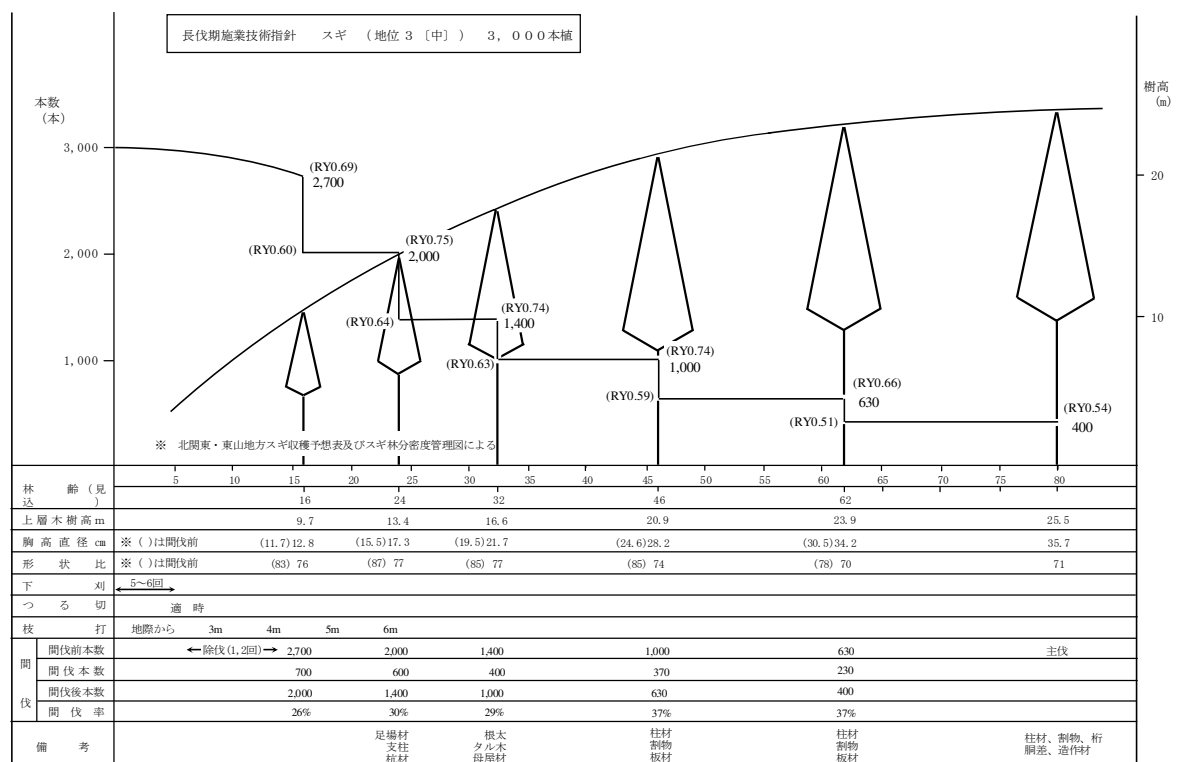 長伐期施業技術指針　スギ　（地位３〔中〕）　３，０００本植
本数
（本）
樹高
(m)
3,000
2,000
1,000
20
10
(RY0.69)
2,700
(RY0.60)
(RY0.75)
2,000
(RY0.64)
(RY0.74)
1,400
(RY0.63)
(RY0.74)
1,000
(RY0.59)
(RY0.66)
630
(RY0.51)
(RY0.54)
400
※　北関東・東山地方スギ収穫予想表及びスギ林分密度管理図による
5 10 15 20 25 30 35 40 45 50 55 60 65 70 75 80
林　齢（見
込　）
16 24 32 46 62
上層木樹高m 9.7 13.4 16.6 20.9 23.9 25.5
胸高直径㎝ ※（ ）は間伐前 (11.7)12.8 (15.5)17.3 (19.5)21.7 (24.6)28.2 (30.5)34.2 35.7
形状比 ※（ ）は間伐前 (83) 76 (87) 77 (85) 77 (85) 74 (78) 70 71
下刈 5〜6回
つる切 適時
枝打 地際から 3m 4m 5m 6m
間伐
間伐前本数 除伐(1,2回) 2,700 2,000 1,400 1,000 630 主伐
間伐本数 700 600 400 370 230
間伐後本数 2,000 1,400 1,000 630 400
間伐率 26% 30% 29% 37% 37%
備考
足場材
支柱
杭材
根太
タル木
母屋材
柱材
割物
板材
柱材
割物
板材
柱材、割物、桁
胴差、造作材